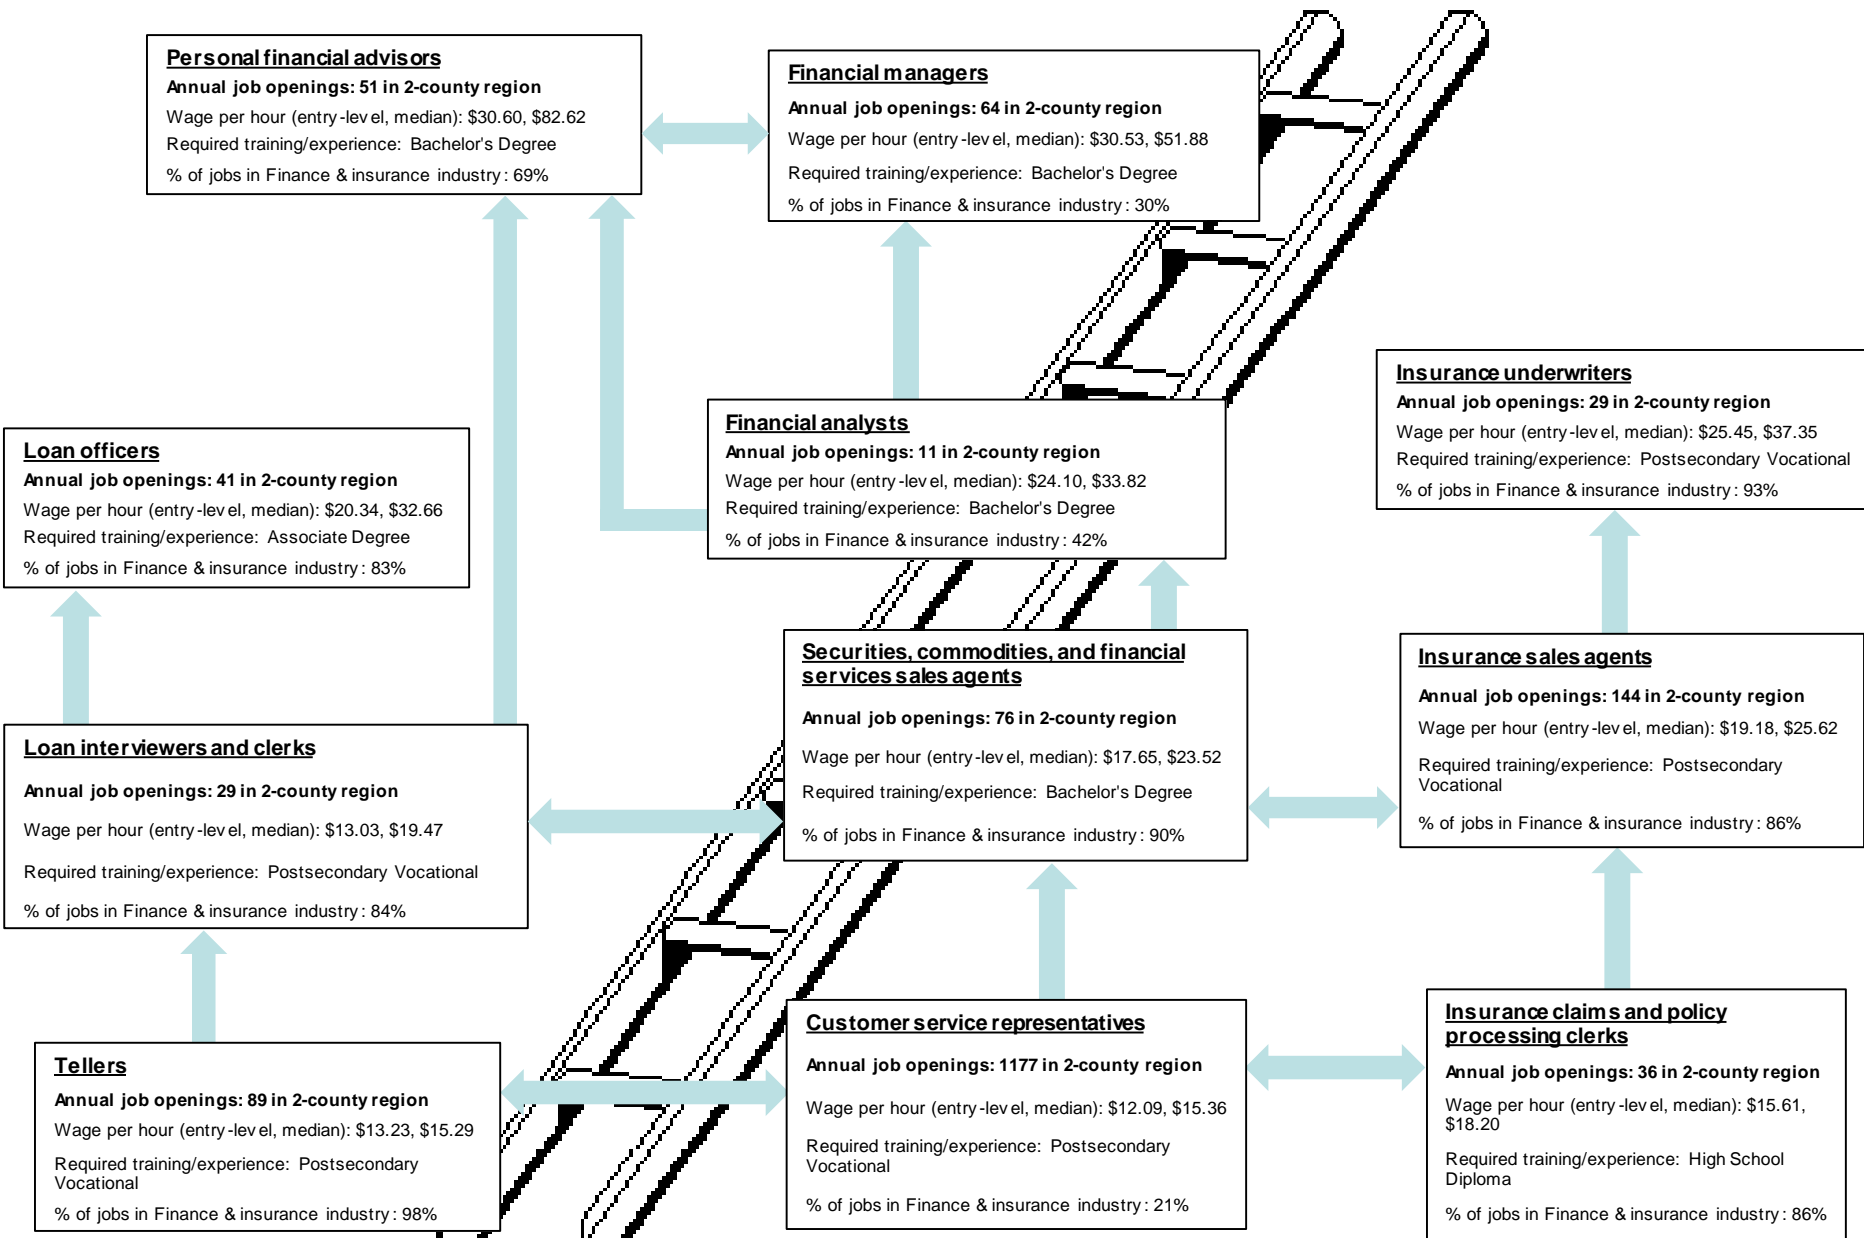 Personal financial advisors
Annual job openings: 51 in 2-county region
Wage per hour (entry-level, median): $30.60, $82.62
Required training/experience: Bachelor's Degree
% of jobs in Finance & insurance industry: 69%
Financial managers
Annual job openings: 64 in 2-county region
Wage per hour (entry-level, median): $30.53, $51.88
Required training/experience: Bachelor's Degree
% of jobs in Finance & insurance industry: 30%
Insurance underwriters
Annual job openings: 29 in 2-county region
Wage per hour (entry-level, median): $25.45, $37.35
Required training/experience: Postsecondary Vocational
% of jobs in Finance & insurance industry: 93%
Financial analysts
Annual job openings: 11 in 2-county region
Wage per hour (entry-level, median): $24.10, $33.82
Required training/experience: Bachelor's Degree
% of jobs in Finance & insurance industry: 42%
Loan officers
Annual job openings: 41 in 2-county region
Wage per hour (entry-level, median): $20.34, $32.66
Required training/experience: Associate Degree
% of jobs in Finance & insurance industry: 83%
Securities, commodities, and financial
services sales agents
Annual job openings: 76 in 2-county region
Wage per hour (entry-level, median): $17.65, $23.52
Required training/experience: Bachelor's Degree
% of jobs in Finance & insurance industry: 90%
Insurance sales agents
Annual job openings: 144 in 2-county region
Wage per hour (entry-level, median): $19.18, $25.62
Required training/experience: Postsecondary
Vocational
% of jobs in Finance & insurance industry: 86%
Loan interviewers and clerks
Annual job openings: 29 in 2-county region
Wage per hour (entry-level, median): $13.03, $19.47
Required training/experience: Postsecondary Vocational
% of jobs in Finance & insurance industry: 84%
Tellers
Annual job openings: 89 in 2-county region
Wage per hour (entry-level, median): $13.23, $15.29
Required training/experience: Postsecondary
Vocational
% of jobs in Finance & insurance industry: 98%
Customer service representatives
Annual job openings: 1177 in 2-county region
Wage per hour (entry-level, median): $12.09, $15.36
Required training/experience: Postsecondary
Vocational
% of jobs in Finance & insurance industry: 21%
Insurance claims and policy
processing clerks
Annual job openings: 36 in 2-county region
Wage per hour (entry-level, median): $15.61,
$18.20
Required training/experience: High School
Diploma
% of jobs in Finance & insurance industry: 86%